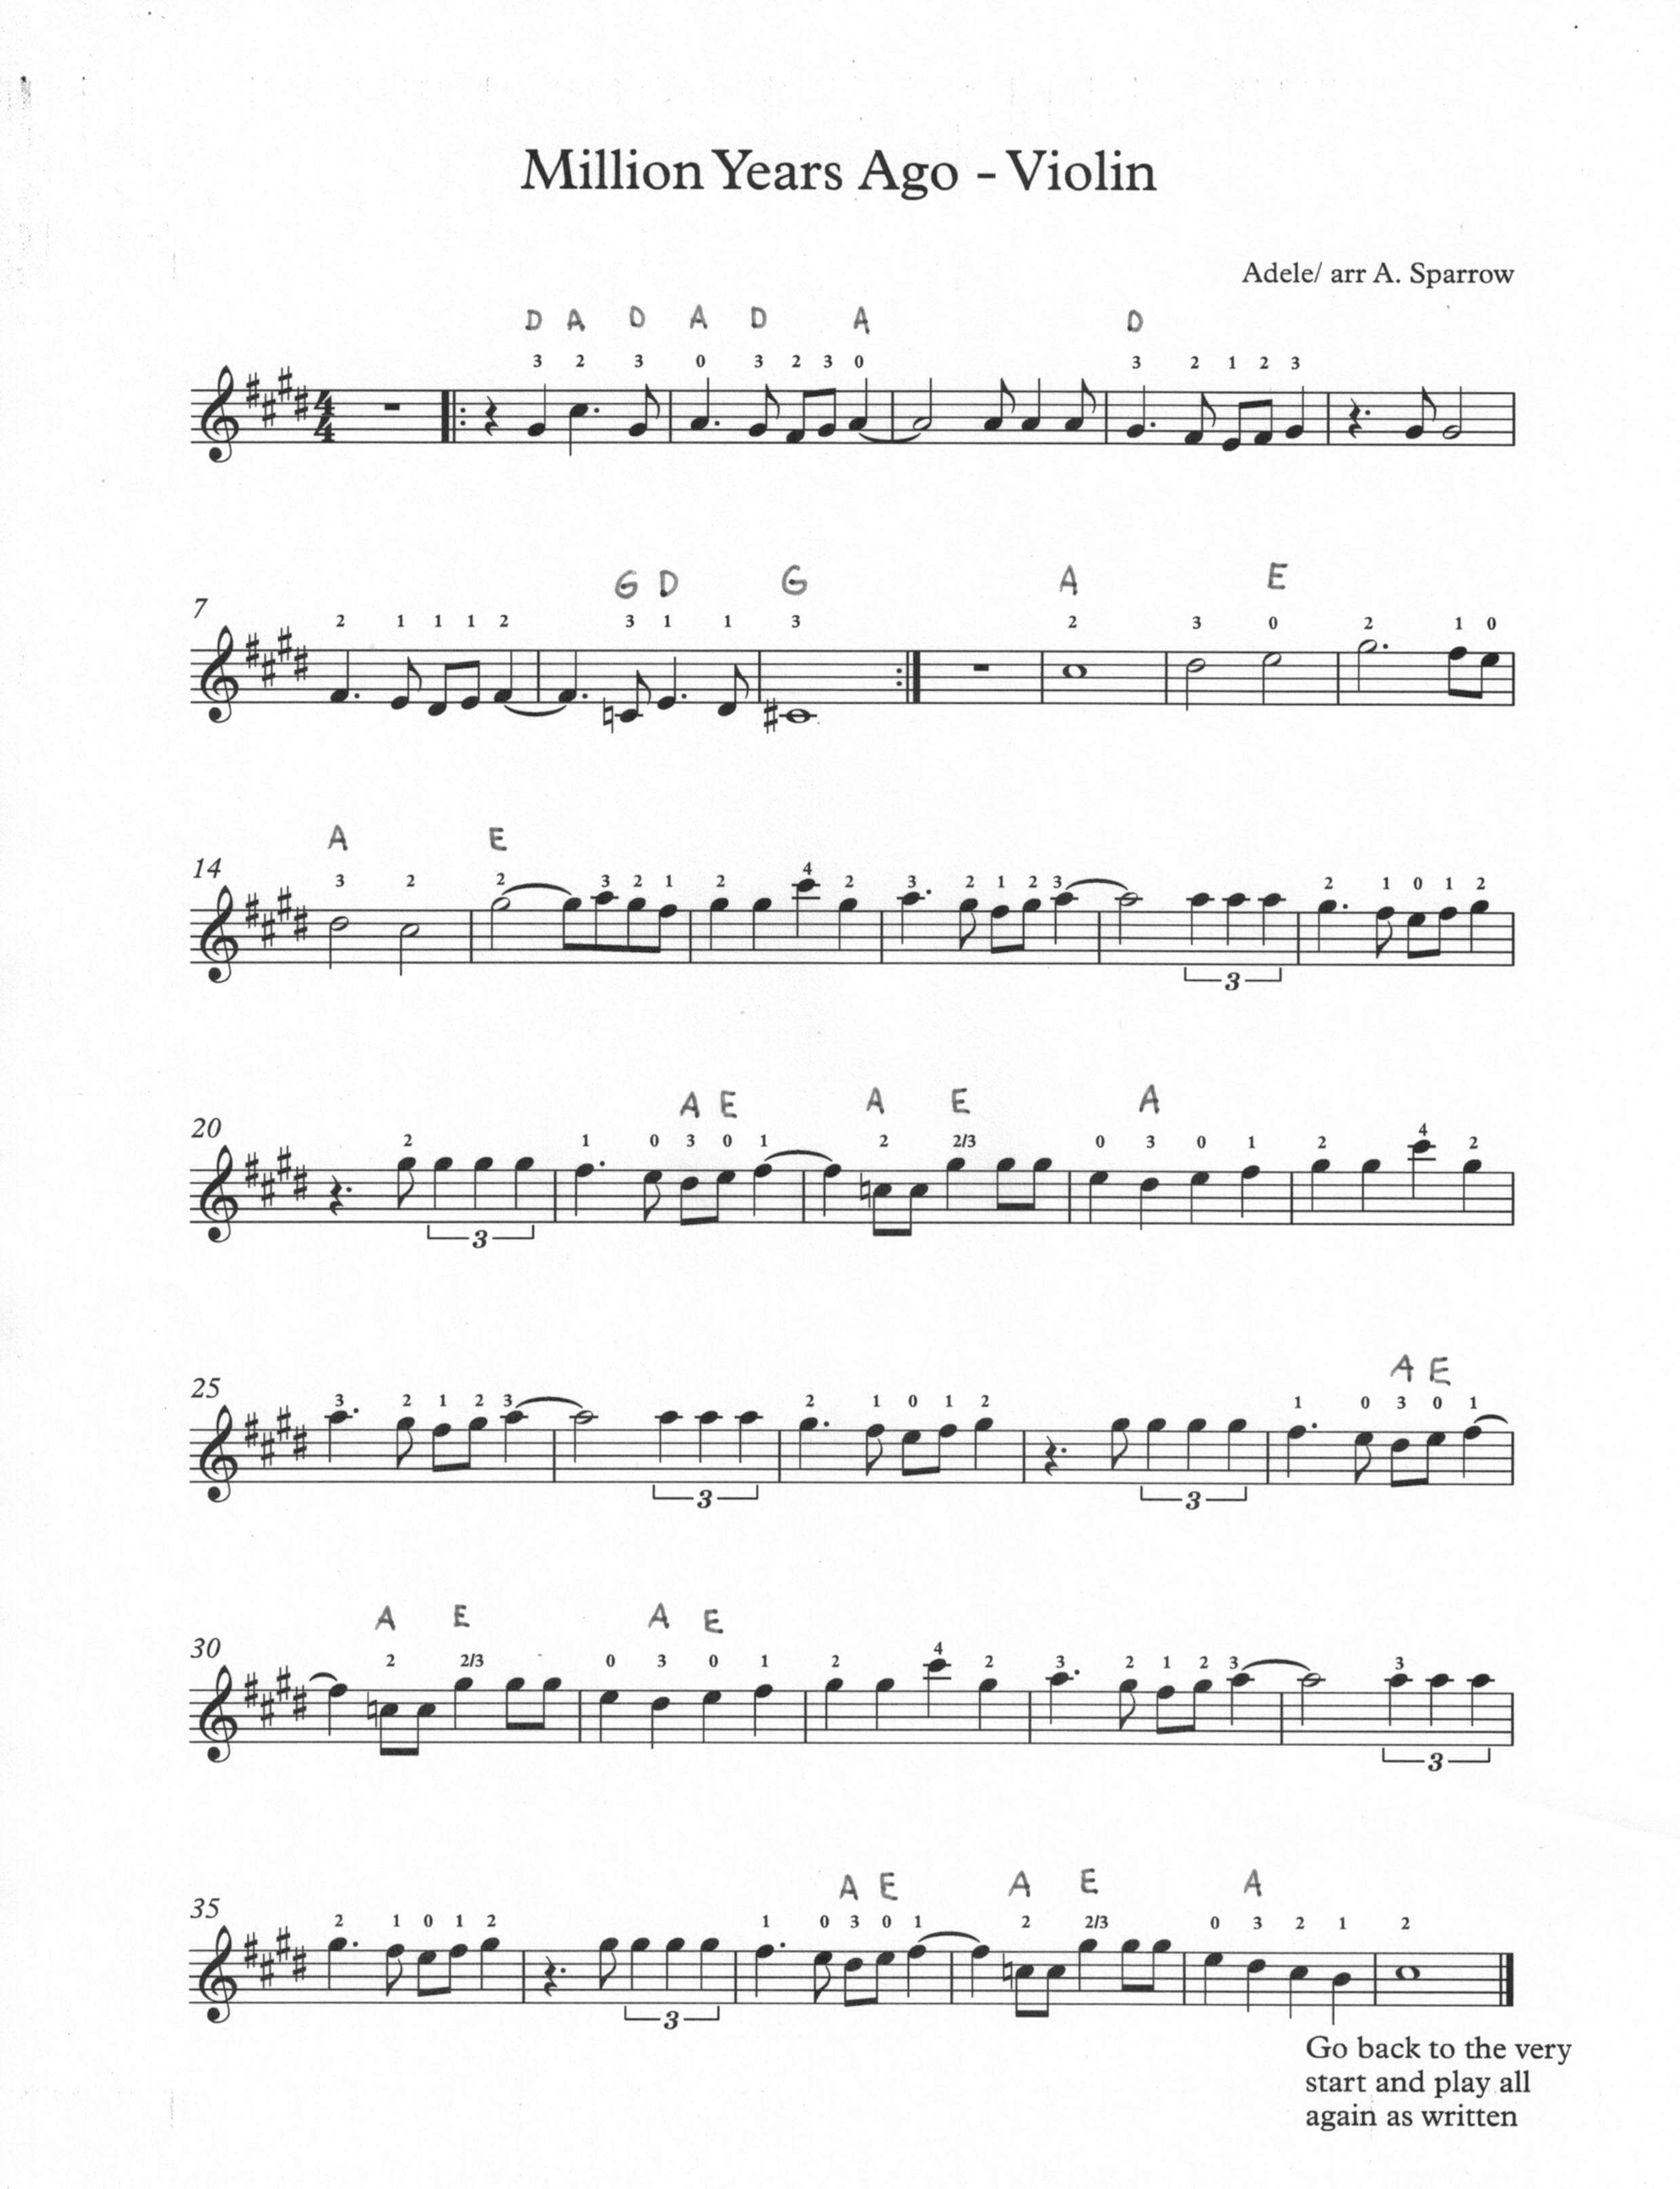 Million Years Ago - Violin
Adele/ arr A. Sparrow
D A D A D A D
3 2 3 0 3 2 3 0 3 2 1 2 3
4
4
G D G A E
7
2 1 1 1 2 3 1 1 3 2 3 0 2 1 0
A E
14
3 2 2 3 2 1 2 4 2 3 2 1 2 3 2 1 0 1 2
3
A E A E A
20
2 1 0 3 0 1 2 2/3 0 3 0 1 2 4 2
3
A E
25
3 2 1 2 3 2 1 0 1 2 1 0 3 0 1
3 3
A E A E
30
2 2/3 0 3 0 1 2 4 2 3 2 1 2 3 3
3
A E A E A
35
2 1 0 1 2 1 0 3 0 1 2 2/3 0 3 2 1 2
3
Go back to the very
start and play all
again as written